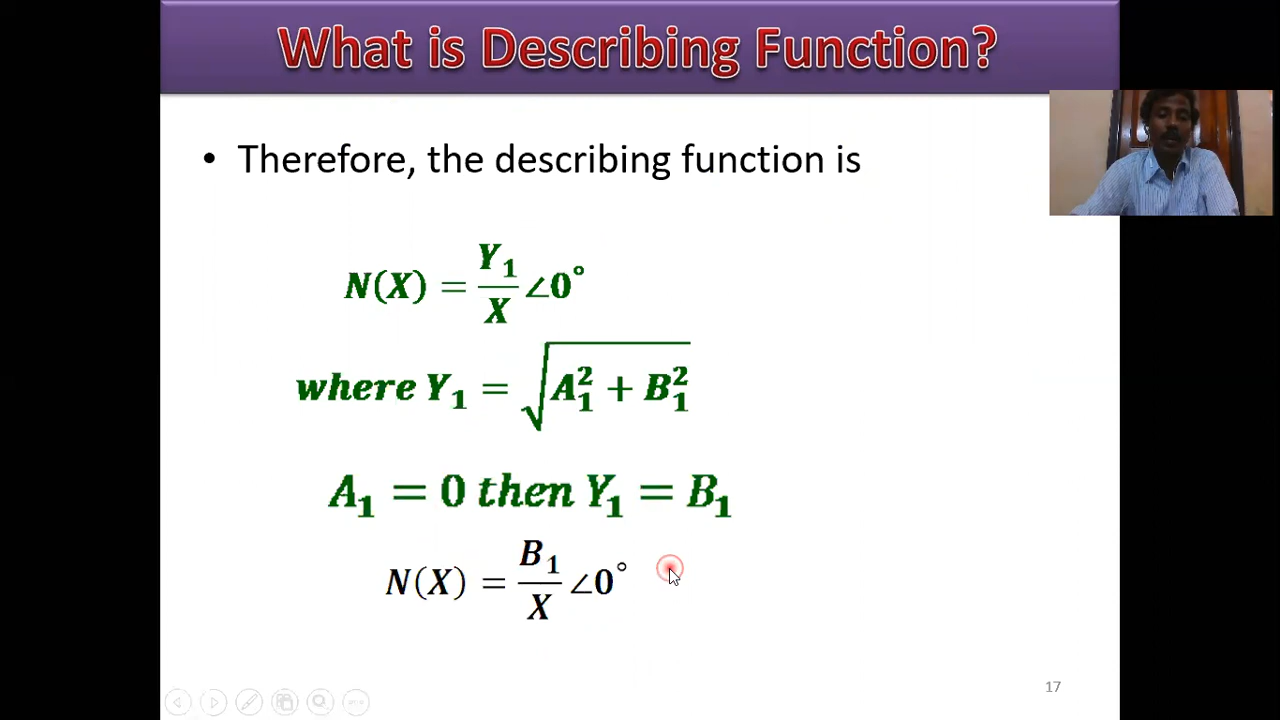 What is Describing Function?
• Therefore, the describing function is
N(X) = Y₁/X ∠0°
where Y₁ = √(A₁² + B₁²)
A₁ = 0 then Y₁ = B₁
N(X) = B₁/X ∠0°
17